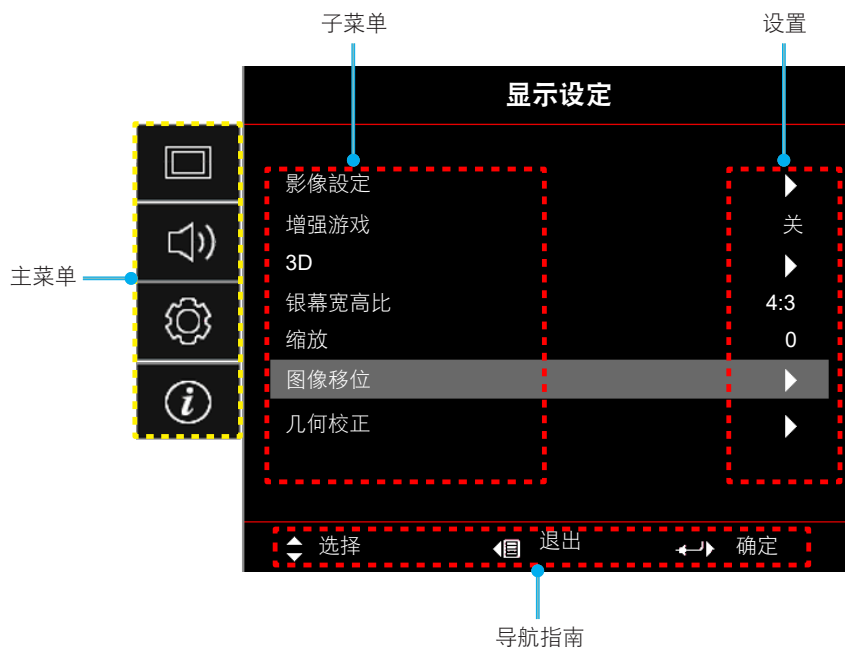 子菜单 设置
显示设定
影像設定
增强游戏 关
3D
银幕宽高比 4:3
缩放 0
图像移位
几何校正
主菜单
选择 退出 确定
导航指南